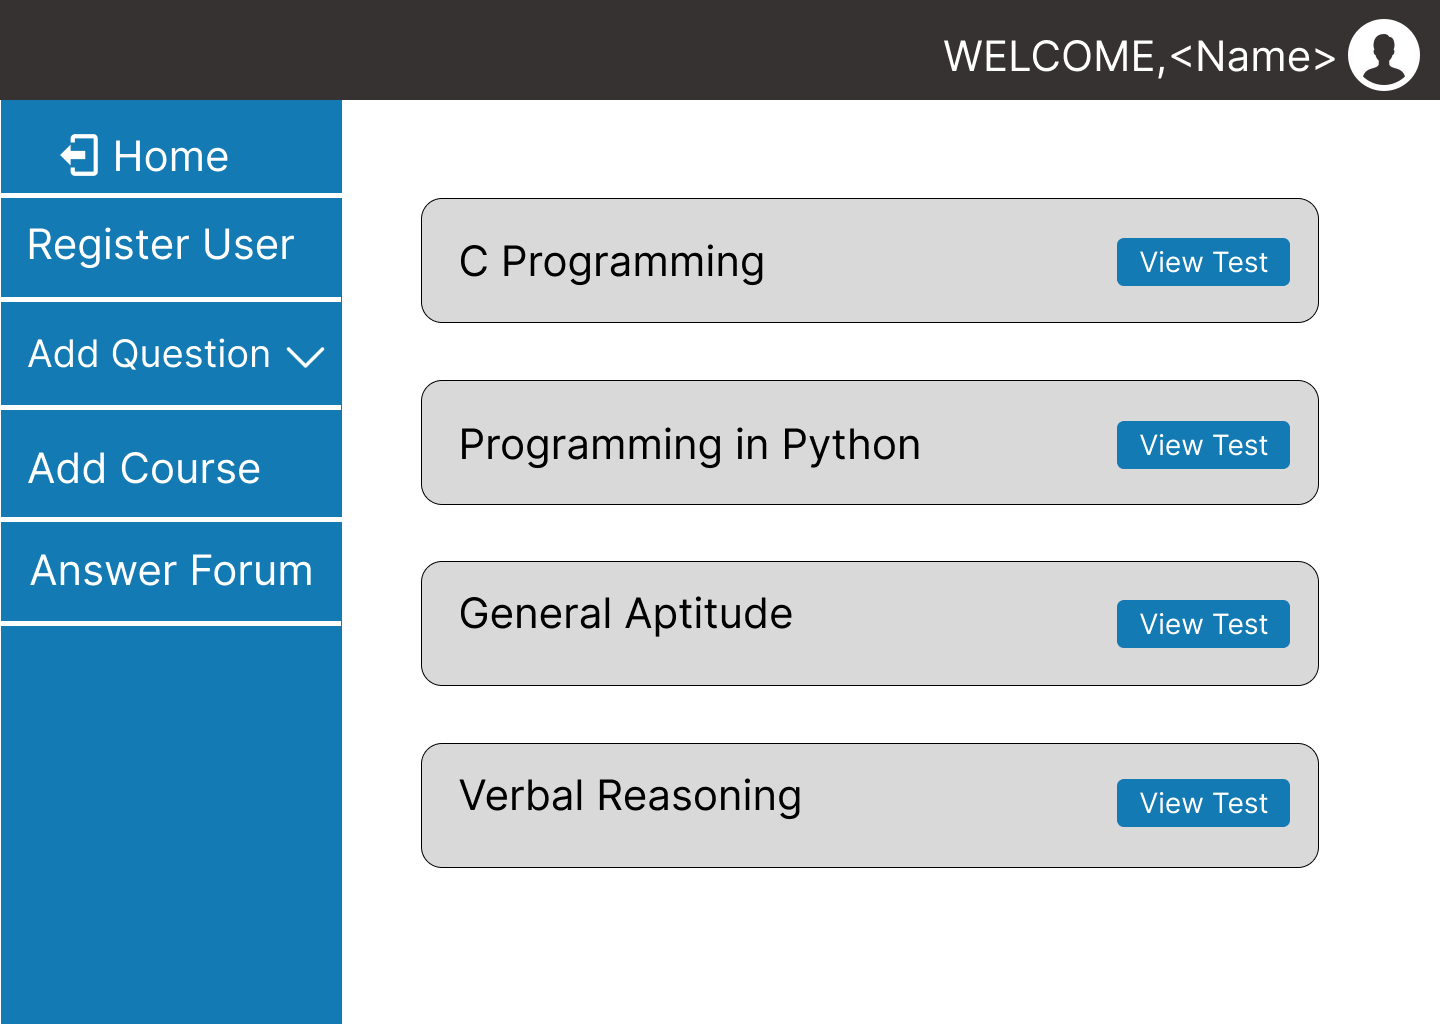 WELCOME,<Name>
Home
Register User
Add Question
Add Course
Answer Forum
C Programming
View Test
Programming in Python
View Test
General Aptitude
View Test
Verbal Reasoning
View Test